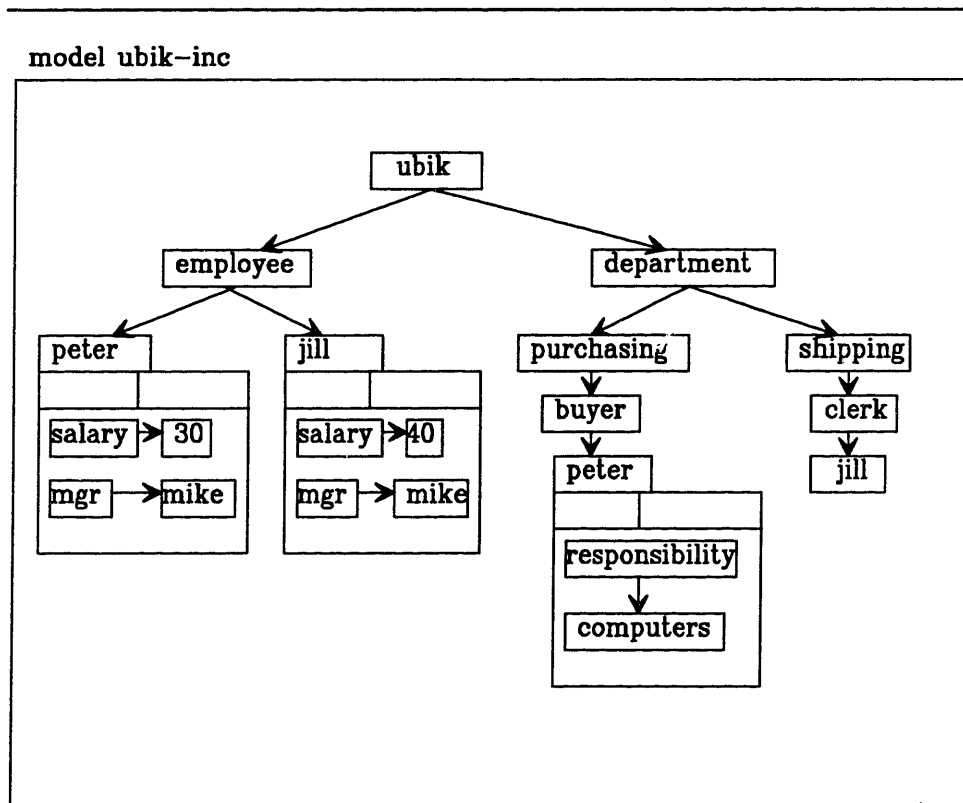 model ubik-inc
ubik
employee department
peter jill purchasing shipping
buyer clerk
salary 30 salary 40
peter jill
mgr mike mgr mike
responsibility
computers